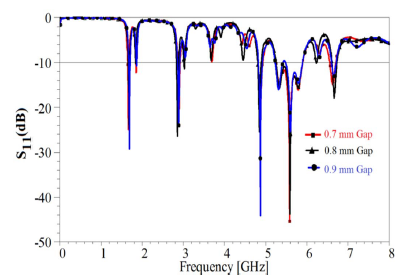 0
-10
-20
-30
-40
-50
S11(dB)
0.7 mm Gap
0.8 mm Gap
0.9 mm Gap
0 1 2 3 4 5 6 7 8
Frequency [GHz]